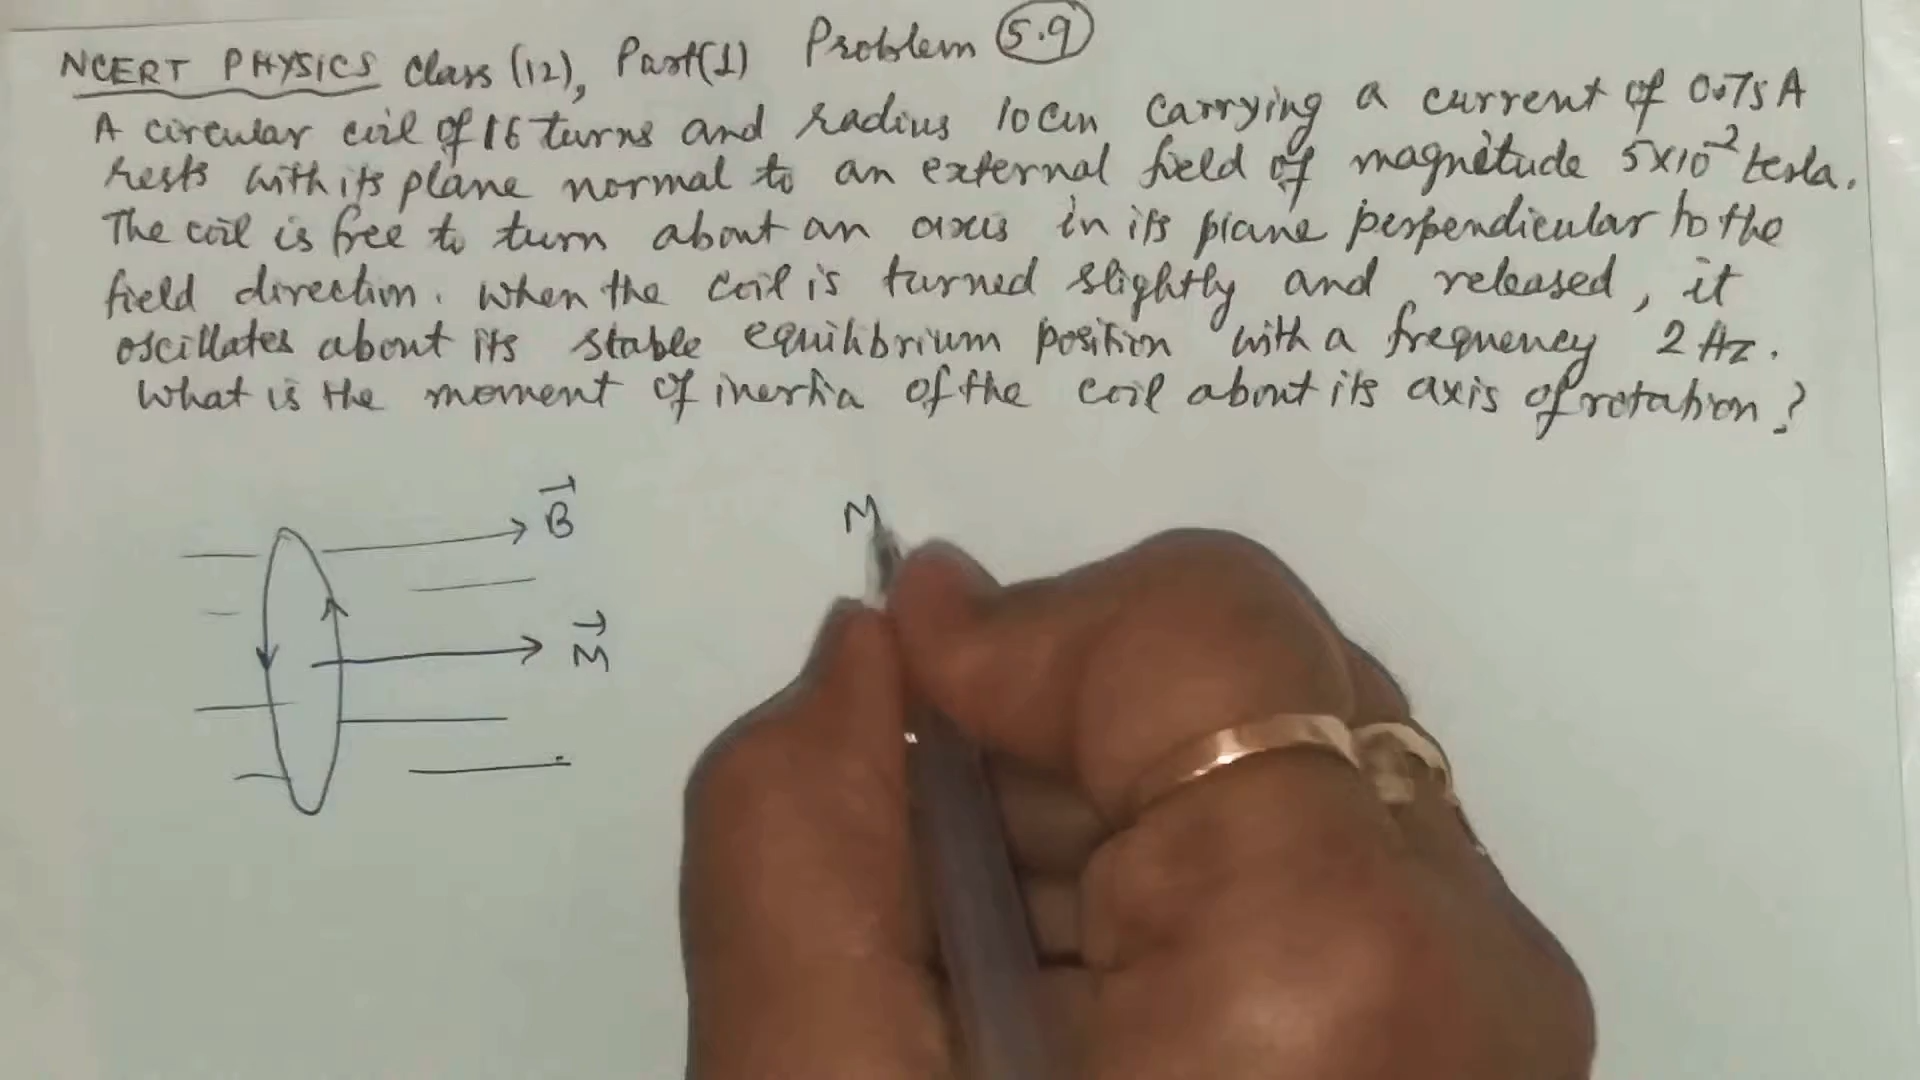 NCERT PHYSICS Class (12), Part(1) Problem 5.9
A circular coil of 16 turns and radius 10cm carrying a current of 0.75A
rests with its plane normal to an external field of magnetude 5×10⁻² tesla.
The coil is free to turn about an axis in its plane perpendicular to the
field direction. When the coil is turned slightly and released, it
oscillates about its stable equilibrium position with a frequency 2 Hz.
What is the moment of inertia of the coil about its axis of rotation?
B⃗
M⃗
M